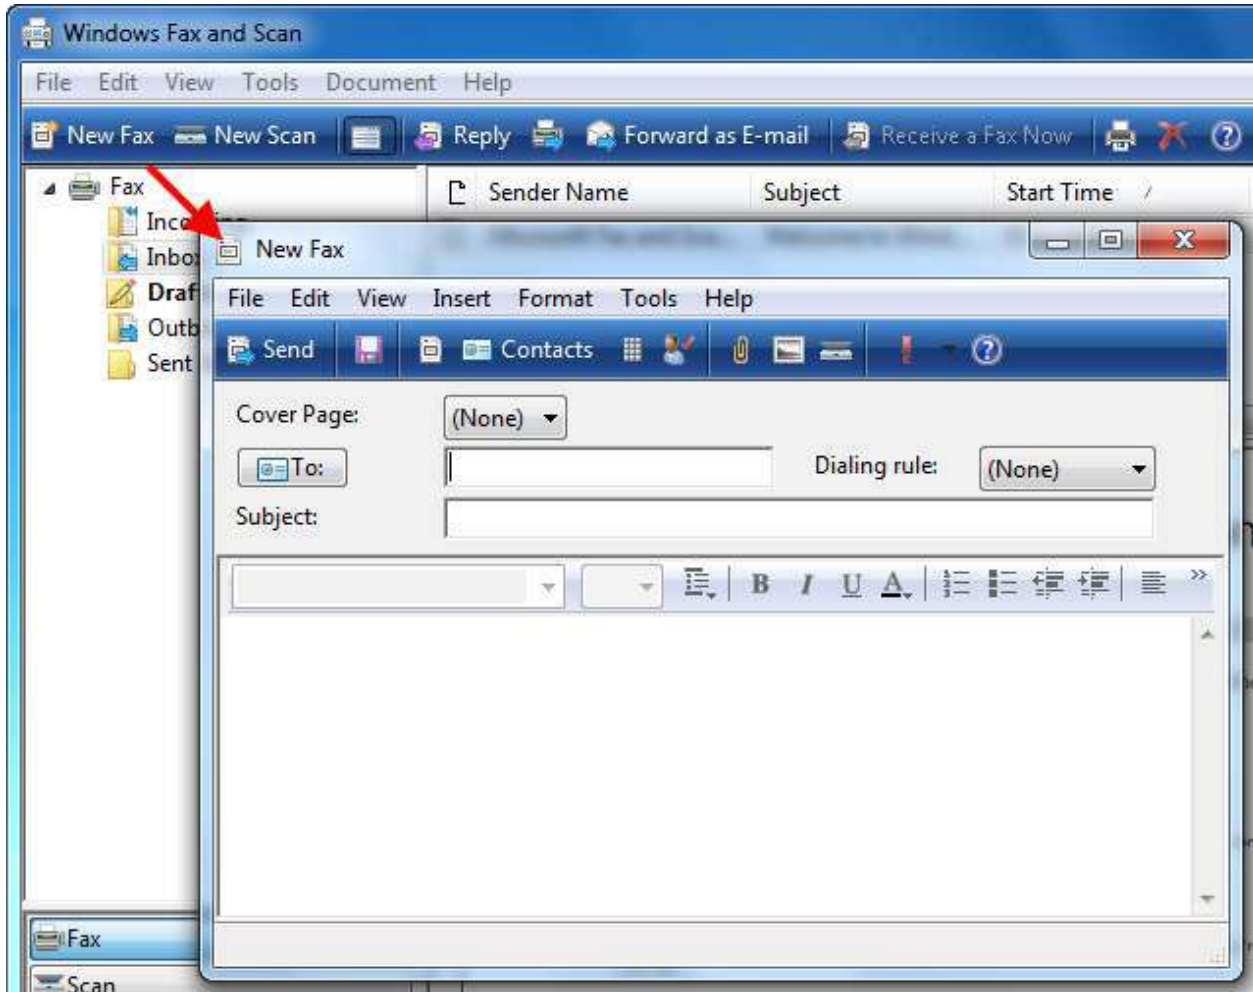 Windows Fax and Scan
File Edit View Tools Document Help
New Fax New Scan Reply Forward as E-mail Receive a Fax Now
Fax
Sender Name Subject Start Time
Inbo
Draf
Outb
Sent
New Fax
File Edit View Insert Format Tools Help
Send Contacts
Cover Page: (None)
To: Dialing rule: (None)
Subject:
B I U A
Fax
Scan